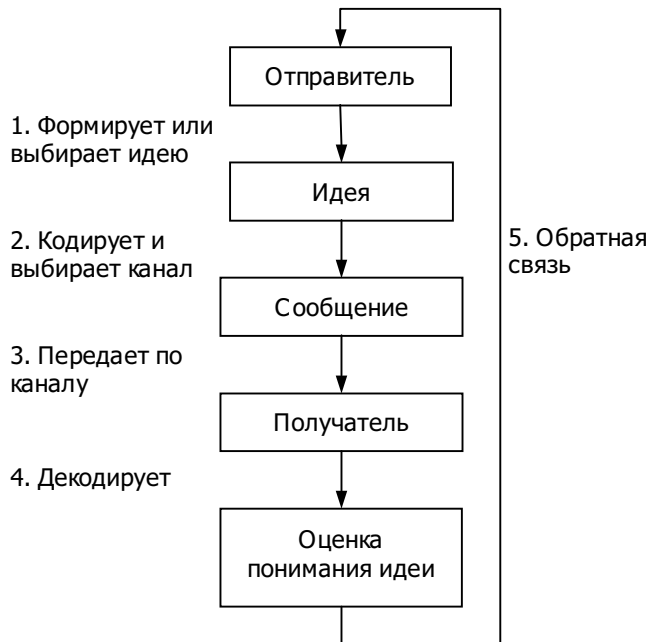 Отправитель
1. Формирует или
выбирает идею
Идея
2. Кодирует и
выбирает канал
5. Обратная
связь
Сообщение
3. Передает по
каналу
Получатель
4. Декодирует
Оценка
понимания идеи